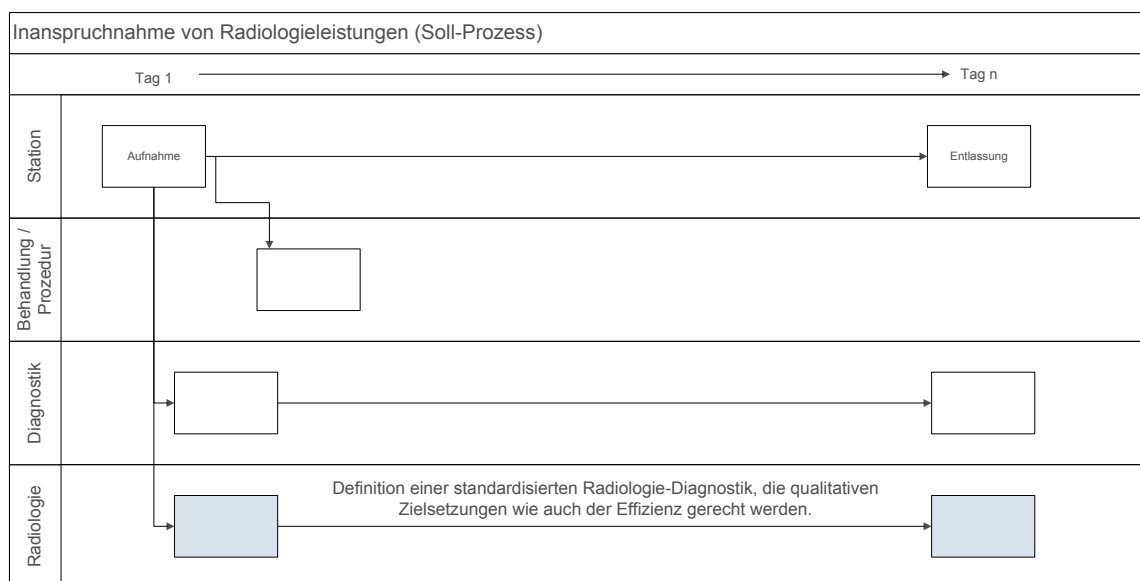 Inanspruchnahme von Radiologieleistungen (Soll-Prozess)
Tag 1
Tag n
Station
Aufnahme
Entlassung
Behandlung /
Prozedur
Diagnostik
Radiologie
Definition einer standardisierten Radiologie-Diagnostik, die qualitativen
Zielsetzungen wie auch der Effizienz gerecht werden.